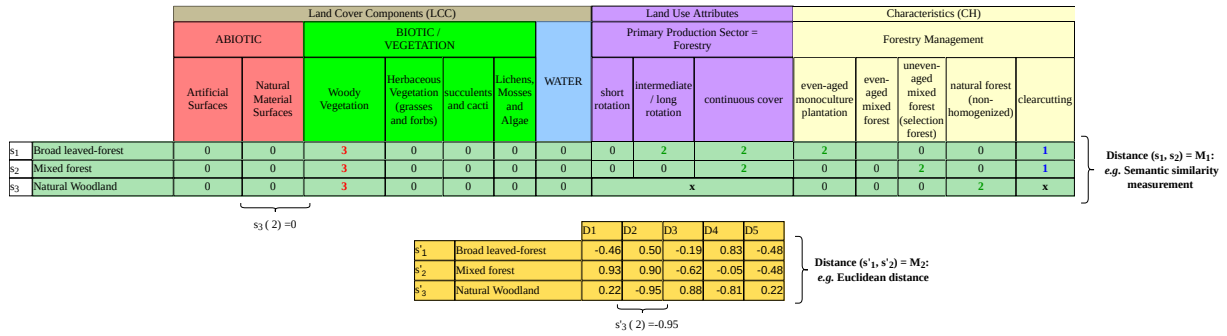 Land Cover Components (LCC) Land Use Attributes Characteristics (CH)
ABIOTIC BIOTIC / VEGETATION WATER Primary Production Sector = Forestry Forestry Management
Artificial Surfaces Natural Material Surfaces Woody Vegetation Herbaceous Vegetation (grasses and forbs) succulents and cacti Lichens, Mosses and Algae short rotation intermediate / long rotation continuous cover even-aged monoculture plantation even-aged mixed forest uneven-aged mixed forest (selection forest) natural forest (non-homogenized) clearcutting
s1 Broad leaved-forest 0 0 3 0 0 0 0 0 2 2 2 0 0 1
s2 Mixed forest 0 0 3 0 0 0 0 0 0 2 0 0 2 0 1
s3 Natural Woodland 0 0 3 0 0 0 0 x 0 0 0 2 x
Distance (s1, s2) = M1:
e.g. Semantic similarity
measurement
s3 ( 2) =0
D1 D2 D3 D4 D5
s'1 Broad leaved-forest -0.46 0.50 -0.19 0.83 -0.48
s'2 Mixed forest 0.93 0.90 -0.62 -0.05 -0.48
s'3 Natural Woodland 0.22 -0.95 0.88 -0.81 0.22
Distance (s'1, s'2) = M2:
e.g. Euclidean distance
s'3 ( 2) =-0.95